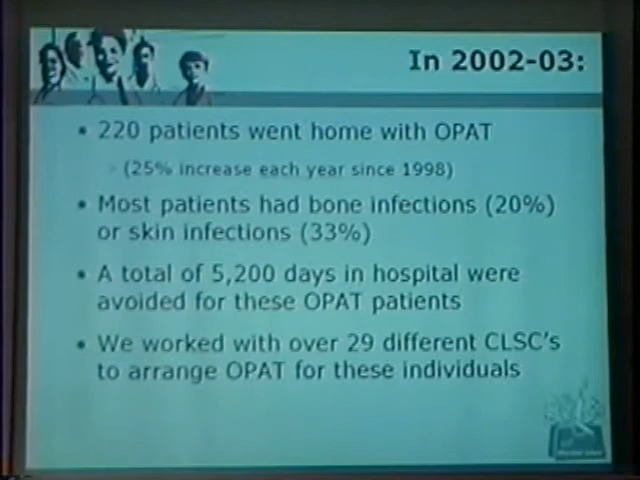 In 2002-03:
• 220 patients went home with OPAT
(25% increase each year since 1998)
• Most patients had bone infections (20%)
or skin infections (33%)
• A total of 5,200 days in hospital were
avoided for these OPAT patients
• We worked with over 29 different CLSC's
to arrange OPAT for these individuals